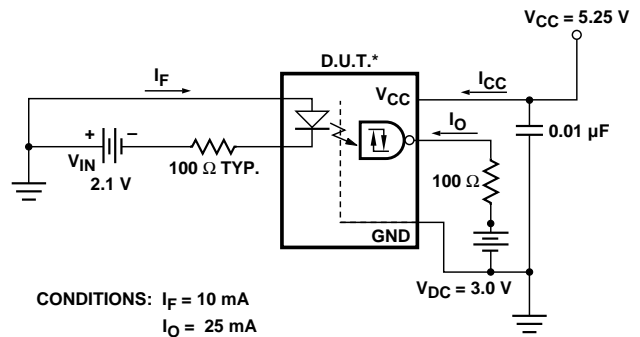 V_CC = 5.25 V
D.U.T.*
I_F
I_CC
V_CC
+
−
V_IN
2.1 V
100 Ω TYP.
I_O
0.01 µF
100 Ω
GND
V_DC = 3.0 V
CONDITIONS: I_F = 10 mA
I_O = 25 mA